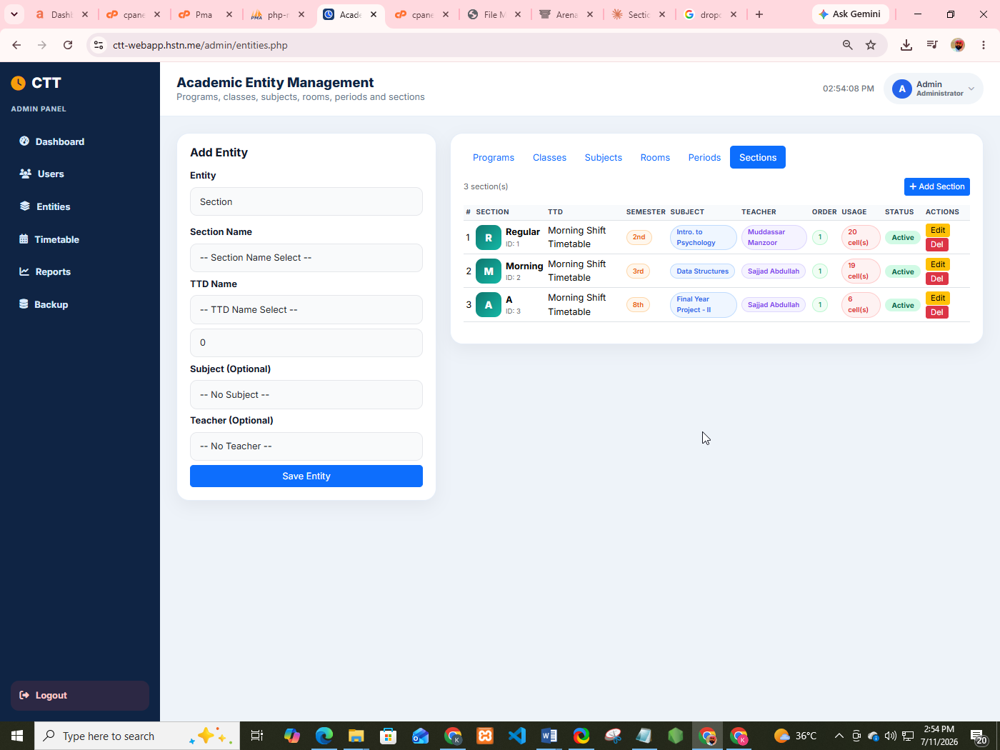 Dashb
cpane
Pma
php-r
Acade
cpane
File M
Arena
Sectio
dropd
Ask Gemini
ctt-webapp.hstn.me/admin/entities.php
CTT
ADMIN PANEL
Dashboard
Users
Entities
Timetable
Reports
Backup
Logout
Academic Entity Management
Programs, classes, subjects, rooms, periods and sections
02:54:08 PM
A
Admin
Administrator
Add Entity
Entity
Section
Section Name
-- Section Name Select --
TTD Name
-- TTD Name Select --
0
Subject (Optional)
-- No Subject --
Teacher (Optional)
-- No Teacher --
Save Entity
Programs Classes Subjects Rooms Periods Sections
3 section(s)
+ Add Section
# SECTION TTD SEMESTER SUBJECT TEACHER ORDER USAGE STATUS ACTIONS
1 R Regular ID: 1 Morning Shift Timetable 2nd Intro. to Psychology Muddassar Manzoor 1 20 cell(s) Active Edit Del
2 M Morning ID: 2 Morning Shift Timetable 3rd Data Structures Sajjad Abdullah 1 19 cell(s) Active Edit Del
3 A A ID: 3 Morning Shift Timetable 8th Final Year Project - II Sajjad Abdullah 1 6 cell(s) Active Edit Del
Type here to search
36°C
2:54 PM
7/11/2026
20